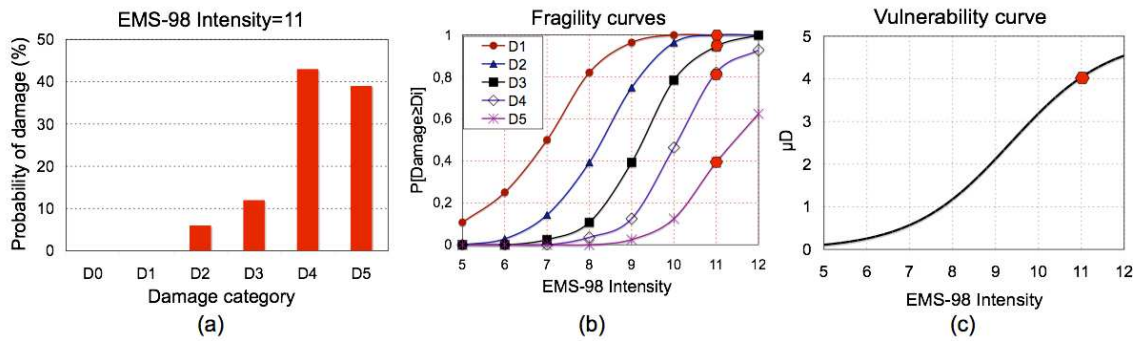 EMS-98 Intensity=11
Probability of damage (%)
50
40
30
20
10
0
D0 D1 D2 D3 D4 D5
Damage category
(a)
Fragility curves
P[Damage≥Di]
1
0,8
0,6
0,4
0,2
0
D1
D2
D3
D4
D5
5 6 7 8 9 10 11 12
EMS-98 Intensity
(b)
Vulnerability curve
μD
5
4
3
2
1
0
5 6 7 8 9 10 11 12
EMS-98 Intensity
(c)